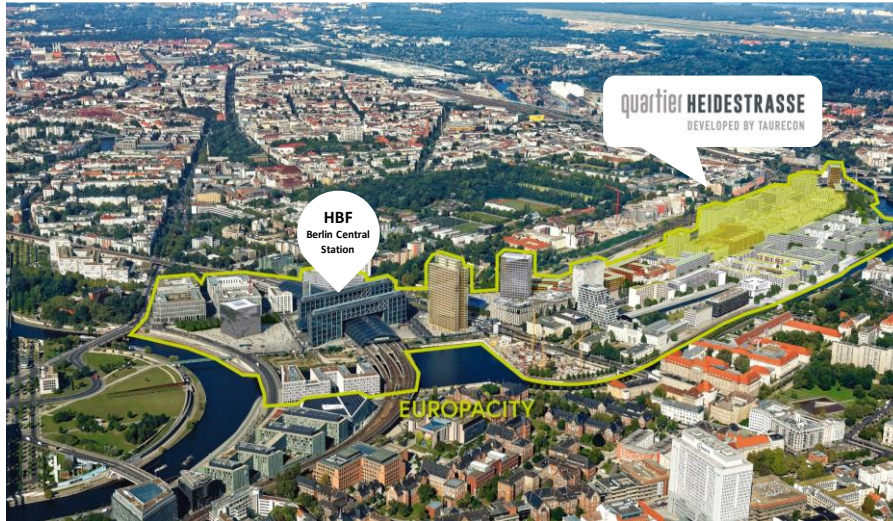 quartier HEIDESTRASSE
DEVELOPED BY TAURECON
HBF
Berlin Central
Station
EUROPACITY